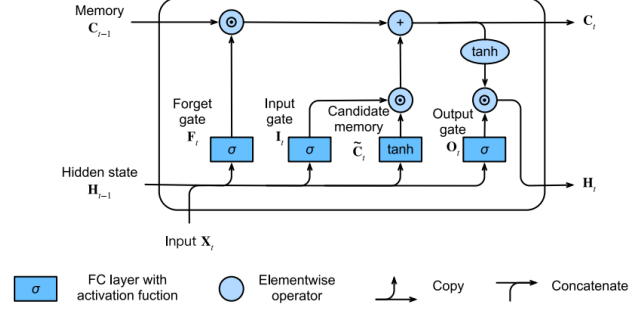 Memory
C_{t-1}
C_t
tanh
Forget
gate
F_t
Input
gate
I_t
Candidate
memory
C̃_t
Output
gate
O_t
σ
σ
tanh
σ
Hidden state
H_{t-1}
H_t
Input X_t
σ
FC layer with
activation fuction
Elementwise
operator
Copy
Concatenate